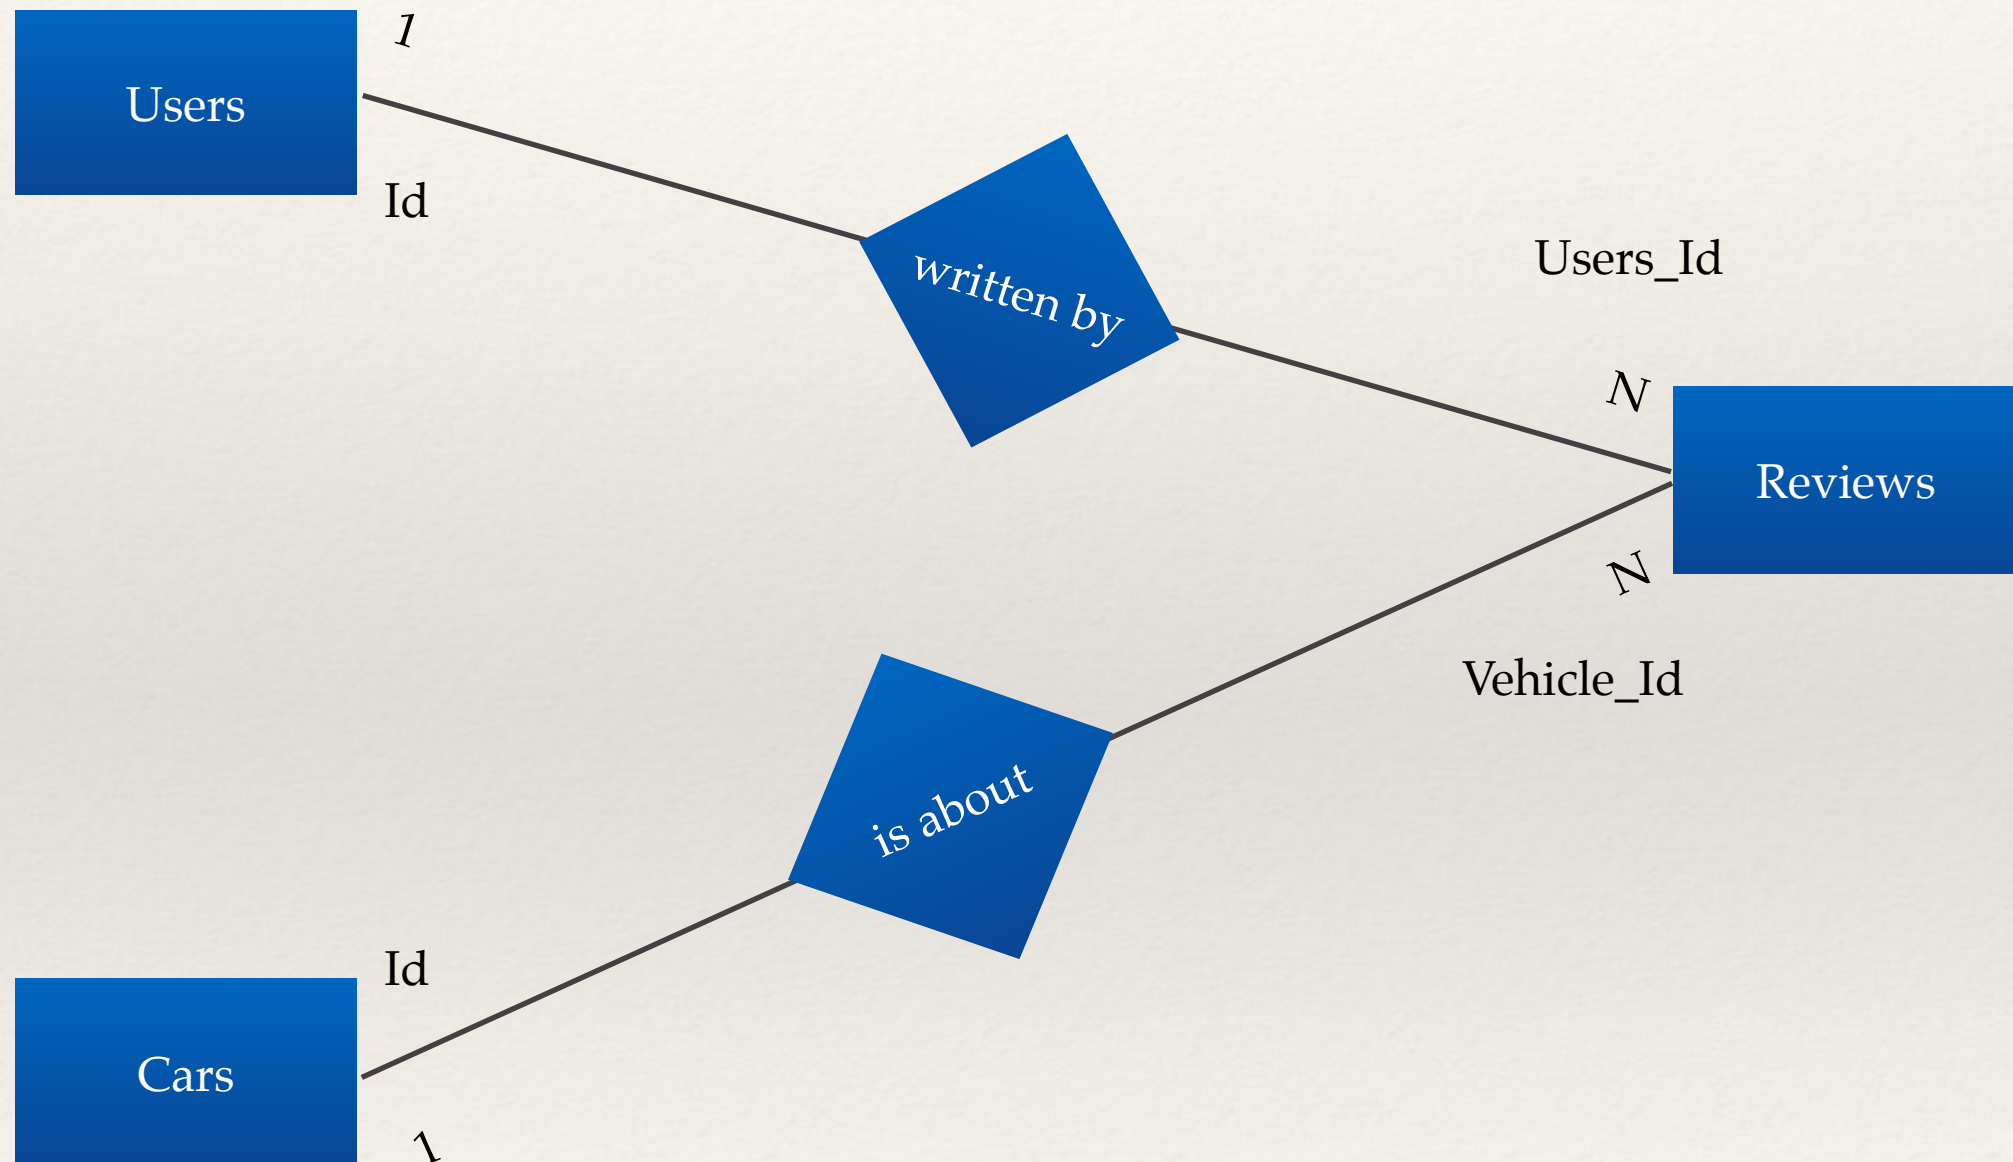 1
Users
Id
written by
Users_Id
N
Reviews
N
Vehicle_Id
is about
Id
Cars
1